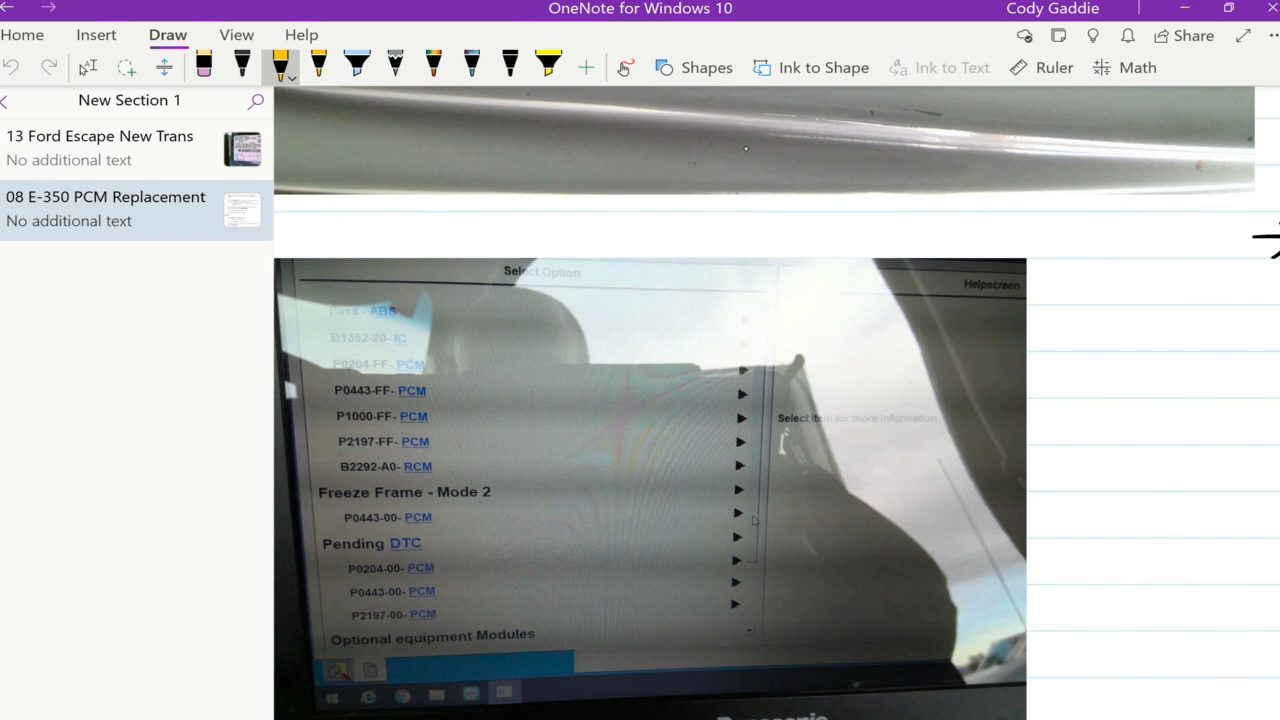 OneNote for Windows 10
Cody Gaddie
Home Insert Draw View Help
Share
Shapes
Ink to Shape
Ink to Text
Ruler
Math
New Section 1
13 Ford Escape New Trans
No additional text
08 E-350 PCM Replacement
No additional text
Select Option
Helpscreen
Pass - ABS
B1352-20- IC
P0204-FF- PCM
P0443-FF- PCM
P1000-FF- PCM
Select item for more information
P2197-FF- PCM
B2292-A0- RCM
Freeze Frame - Mode 2
P0443-00- PCM
Pending DTC
P0204-00- PCM
P0443-00- PCM
P2197-00- PCM
Optional equipment Modules
Panasonic